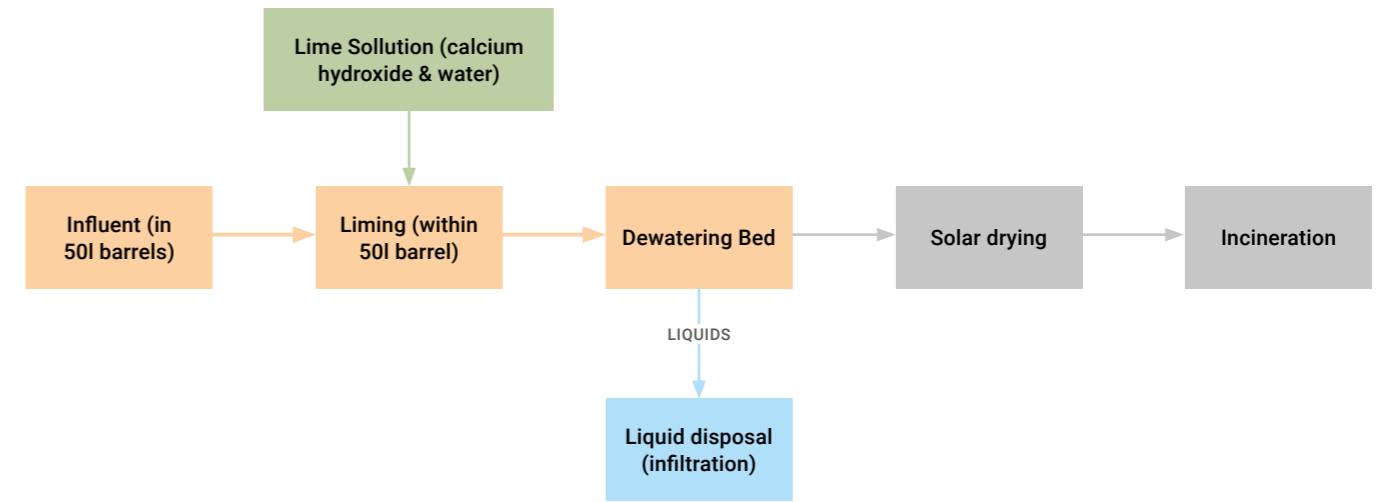 Lime Sollution (calcium
hydroxide & water)
Influent (in
50l barrels)
Liming (within
50l barrel)
Dewatering Bed
Solar drying
Incineration
LIQUIDS
Liquid disposal
(infiltration)